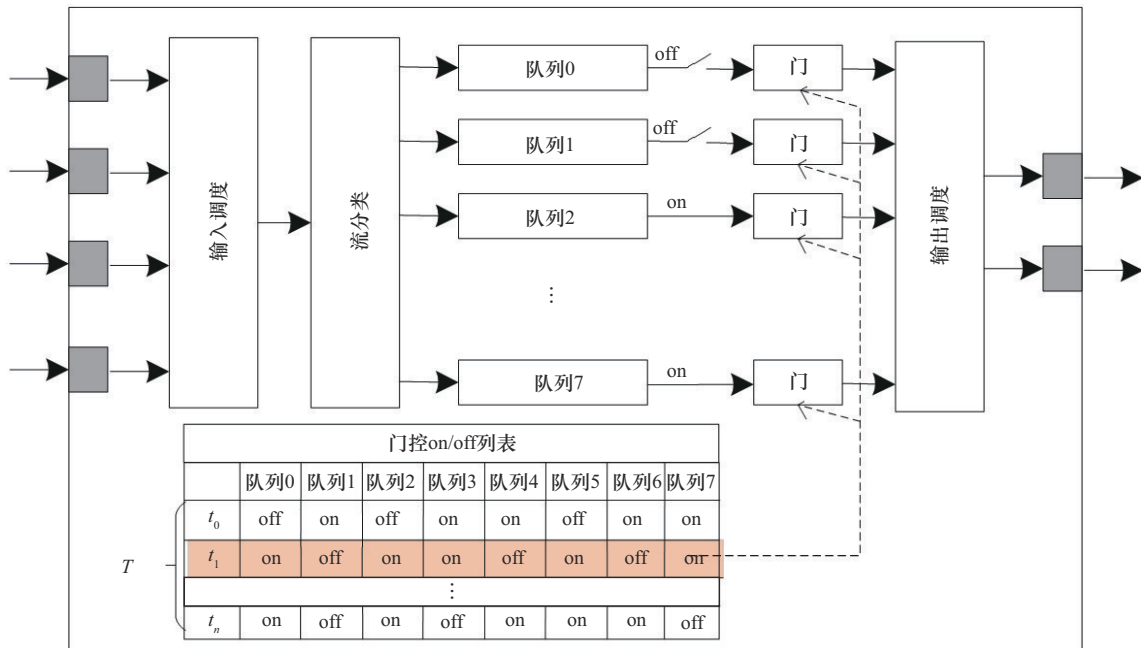 队列0 off 门
队列1 off 门
队列2 on 门
⋮
队列7 on 门
输入调度
流分类
输出调度
门控on/off列表
队列0 队列1 队列2 队列3 队列4 队列5 队列6 队列7
t0 off on off on on off on on
T
t1 on off on on off on off on
⋮
tn on off on off on on on off